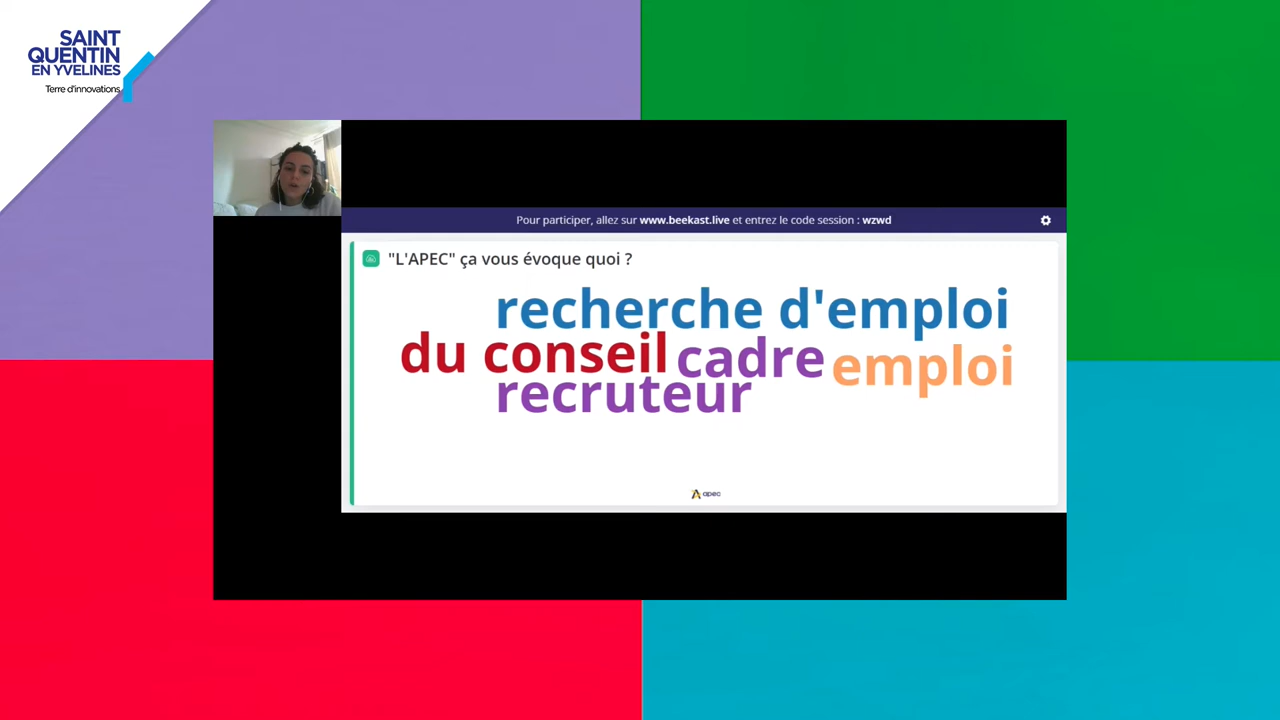 SAINT
QUENTIN
EN YVELINES
Terre d'innovations
Pour participer, allez sur www.beekast.live et entrez le code session : wzwd
"L'APEC" ça vous évoque quoi ?
recherche d'emploi
du conseil cadre emploi
recruteur
apec